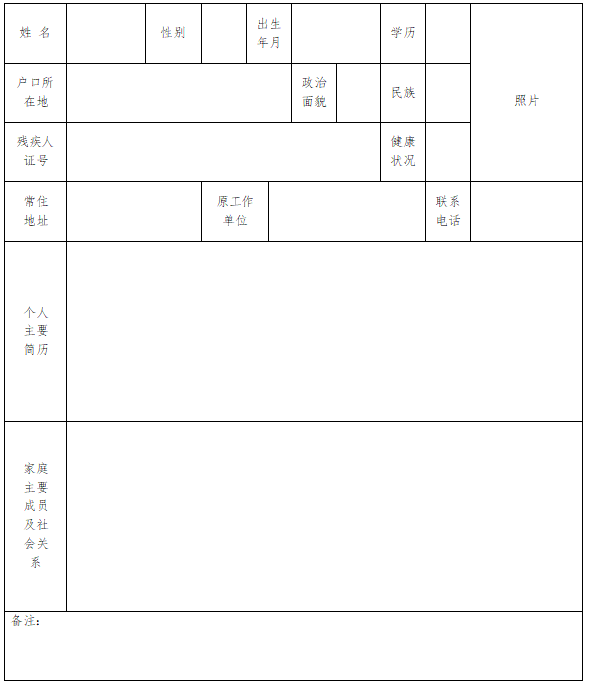 姓 名 性别 出生年月 学历 照片
户口所在地 政治面貌 民族
残疾人证号 健康状况
常住地址 原工作单位 联系电话
个人
主要
简历
家庭
主要
成员
及社
会关
系
备注：